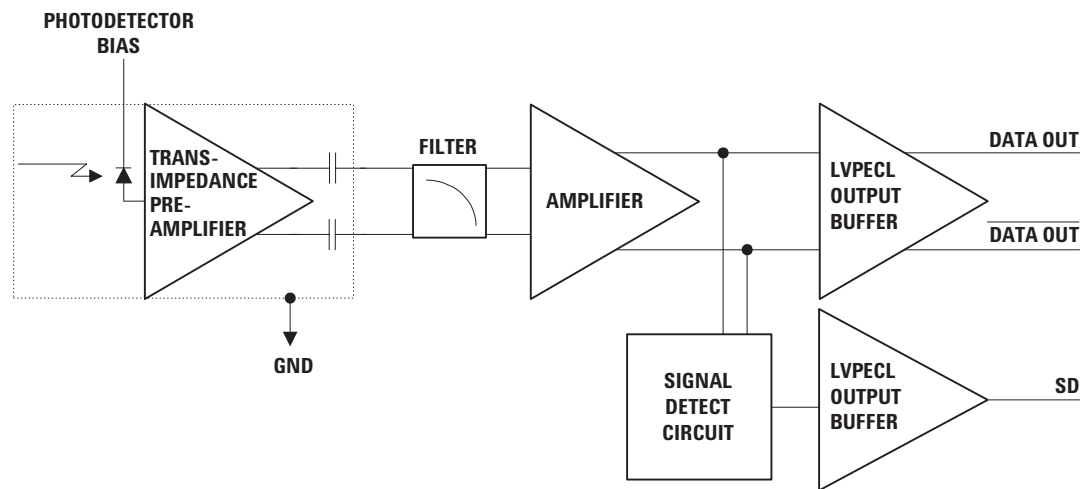 PHOTODETECTOR
BIAS
TRANS-
IMPEDANCE
PRE-
AMPLIFIER
GND
FILTER
AMPLIFIER
LVPECL
OUTPUT
BUFFER
DATA OUT
DATA OUT
SIGNAL
DETECT
CIRCUIT
LVPECL
OUTPUT
BUFFER
SD